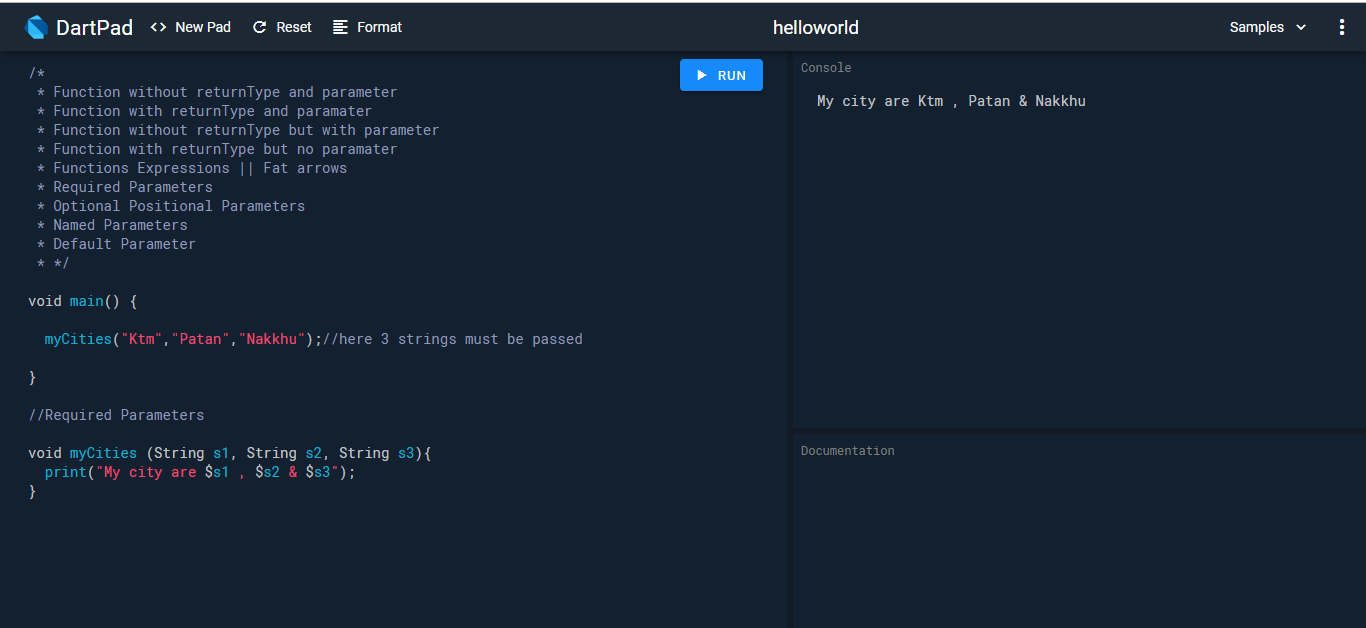 DartPad <> New Pad Reset Format helloworld Samples
RUN
/*
* Function without returnType and parameter
* Function with returnType and paramater
* Function without returnType but with parameter
* Function with returnType but no paramater
* Functions Expressions || Fat arrows
* Required Parameters
* Optional Positional Parameters
* Named Parameters
* Default Parameter
* */
void main() {
myCities("Ktm","Patan","Nakkhu");//here 3 strings must be passed
}
//Required Parameters
void myCities (String s1, String s2, String s3){
print("My city are $s1 , $s2 & $s3");
}
Console
My city are Ktm , Patan & Nakkhu
Documentation